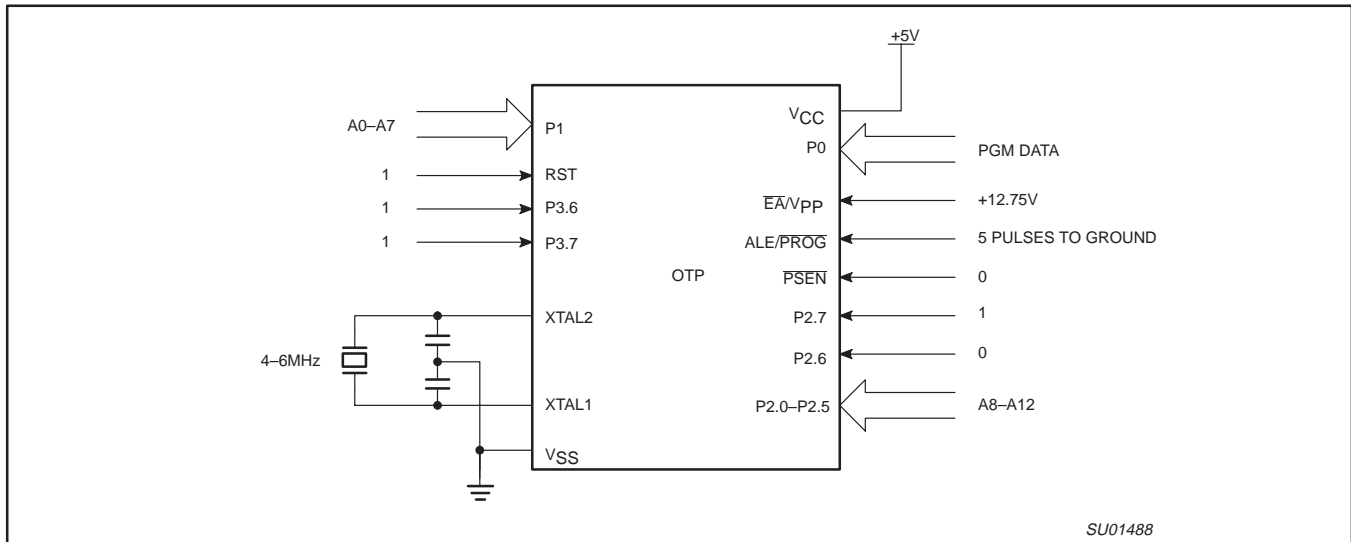 +5V
A0–A7
P1
RST
1
P3.6
1
P3.7
1
XTAL2
4–6MHz
XTAL1
VSS
OTP
VCC
P0
PGM DATA
EA/VPP
+12.75V
ALE/PROG
5 PULSES TO GROUND
PSEN
0
P2.7
1
P2.6
0
P2.0–P2.5
A8–A12
SU01488